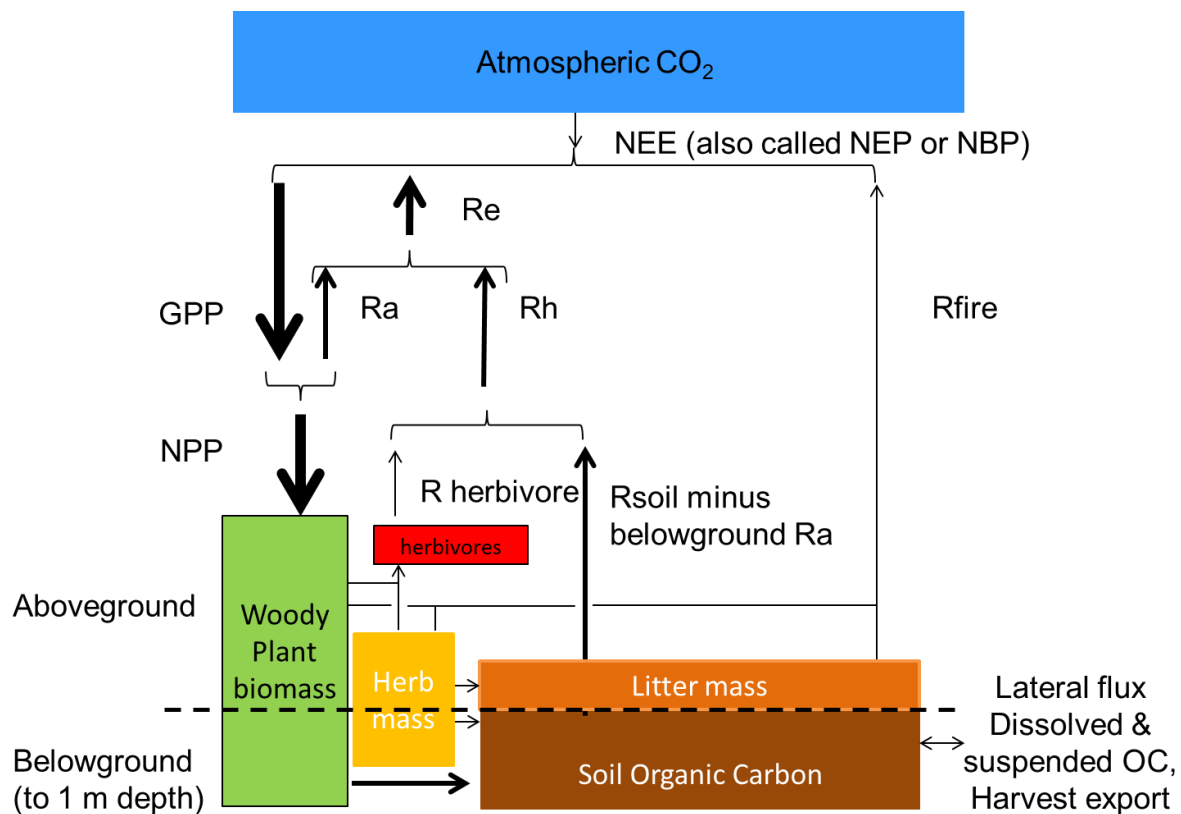 Atmospheric CO₂
NEE (also called NEP or NBP)
Re
GPP
Ra
Rh
Rfire
NPP
R herbivore
Rsoil minus
belowground Ra
herbivores
Aboveground
Woody
Plant
biomass
Herb
mass
Litter mass
Soil Organic Carbon
Lateral flux
Dissolved &
suspended OC,
Harvest export
Belowground
(to 1 m depth)